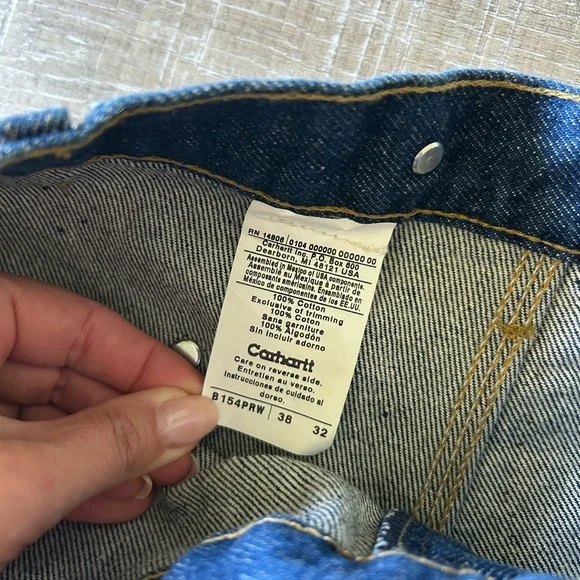 RN 14806 | 0104 000000 00000 00
Carhartt Inc. P.O. Box 600
Dearborn, MI 48121 USA
Assembled in Mexico of USA components.
Assemblé au Mexique à partir de
composants américains. Ensamblado en
México de componentes de los EE.UU.
100% Cotton
Exclusive of trimming
100% Coton
Sans garniture
100% Algodón
Sin incluir adorno
Carhartt
Care on reverse side.
Entretien au verso.
Instrucciones de cuidado al
dorso.
B154PRW | 38 32